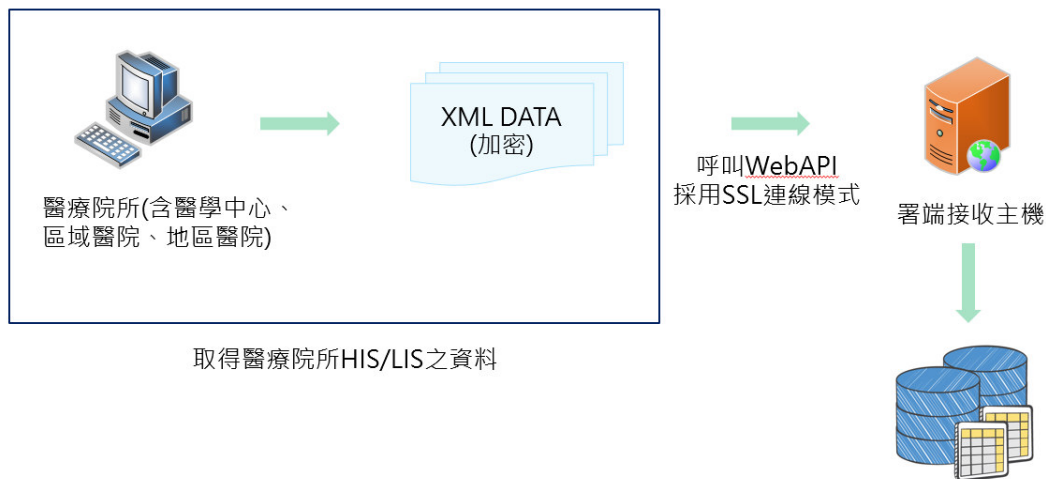 醫療院所(含醫學中心、
區域醫院、地區醫院)
XML DATA
(加密)
呼叫WebAPI
採用SSL連線模式
署端接收主機
取得醫療院所HIS/LIS之資料